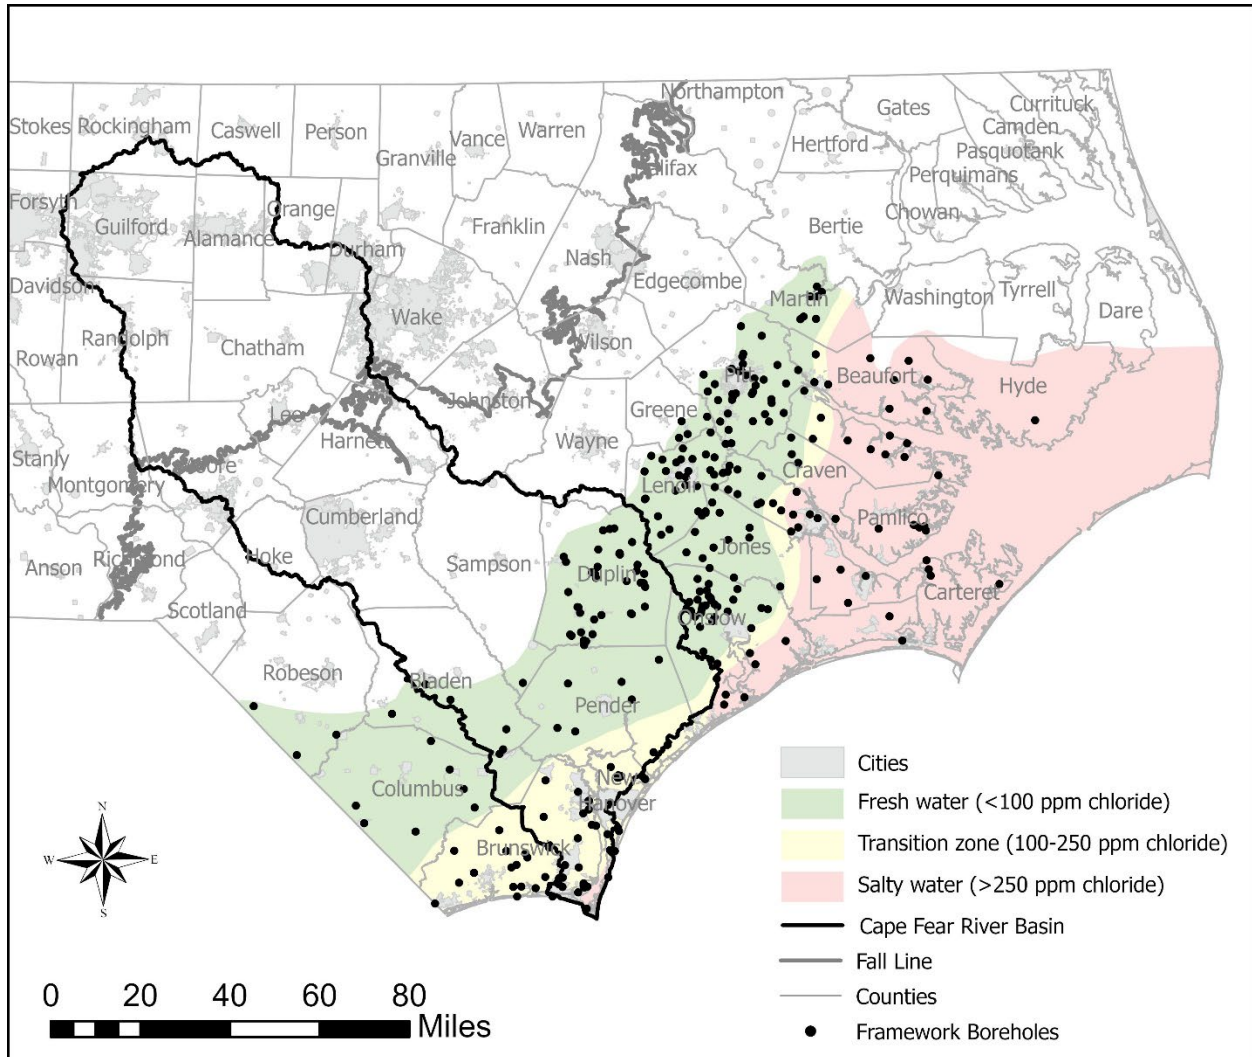 Northampton
Gates
Currituck
Camden
Pasquotank
Perquimans
Chowan
Hertford
Stokes
Rockingham
Caswell
Person
Granville
Vance
Warren
Halifax
Forsyth
Guilford
Alamance
Orange
Durham
Franklin
Nash
Bertie
Edgecombe
Davidson
Randolph
Chatham
Wake
Wilson
Martin
Washington
Tyrrell
Dare
Rowan
Johnston
Pitt
Beaufort
Hyde
Lee
Harnett
Greene
Wayne
Stanly
Montgomery
Moore
Lenoir
Craven
Cumberland
Pamlico
Anson
Richmond
Hoke
Sampson
Duplin
Jones
Scotland
Onslow
Carteret
Robeson
Bladen
Pender
Columbus
New
Hanover
Brunswick
N
W E
S
Cities
Fresh water (<100 ppm chloride)
Transition zone (100-250 ppm chloride)
Salty water (>250 ppm chloride)
Cape Fear River Basin
Fall Line
Counties
Framework Boreholes
0 20 40 60 80
Miles